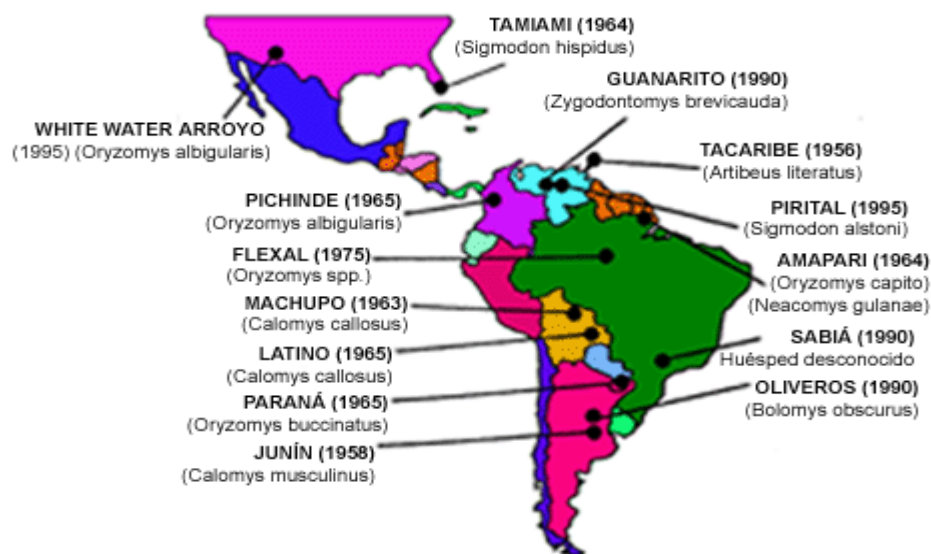 TAMIAMI (1964)
(Sigmodon hispidus)
GUANARITO (1990)
(Zygodontomys brevicauda)
WHITE WATER ARROYO
(1995) (Oryzomys albigularis)
TACARIBE (1956)
(Artibeus literatus)
PICHINDE (1965)
(Oryzomys albigularis)
PIRITAL (1995)
(Sigmodon alstoni)
FLEXAL (1975)
(Oryzomys spp.)
AMAPARI (1964)
(Oryzomys capito)
(Neacomys gulanae)
MACHUPO (1963)
(Calomys callosus)
SABIÁ (1990)
Huésped desconocido
LATINO (1965)
(Calomys callosus)
OLIVEROS (1990)
(Bolomys obscurus)
PARANÁ (1965)
(Oryzomys buccinatus)
JUNÍN (1958)
(Calomys musculinus)